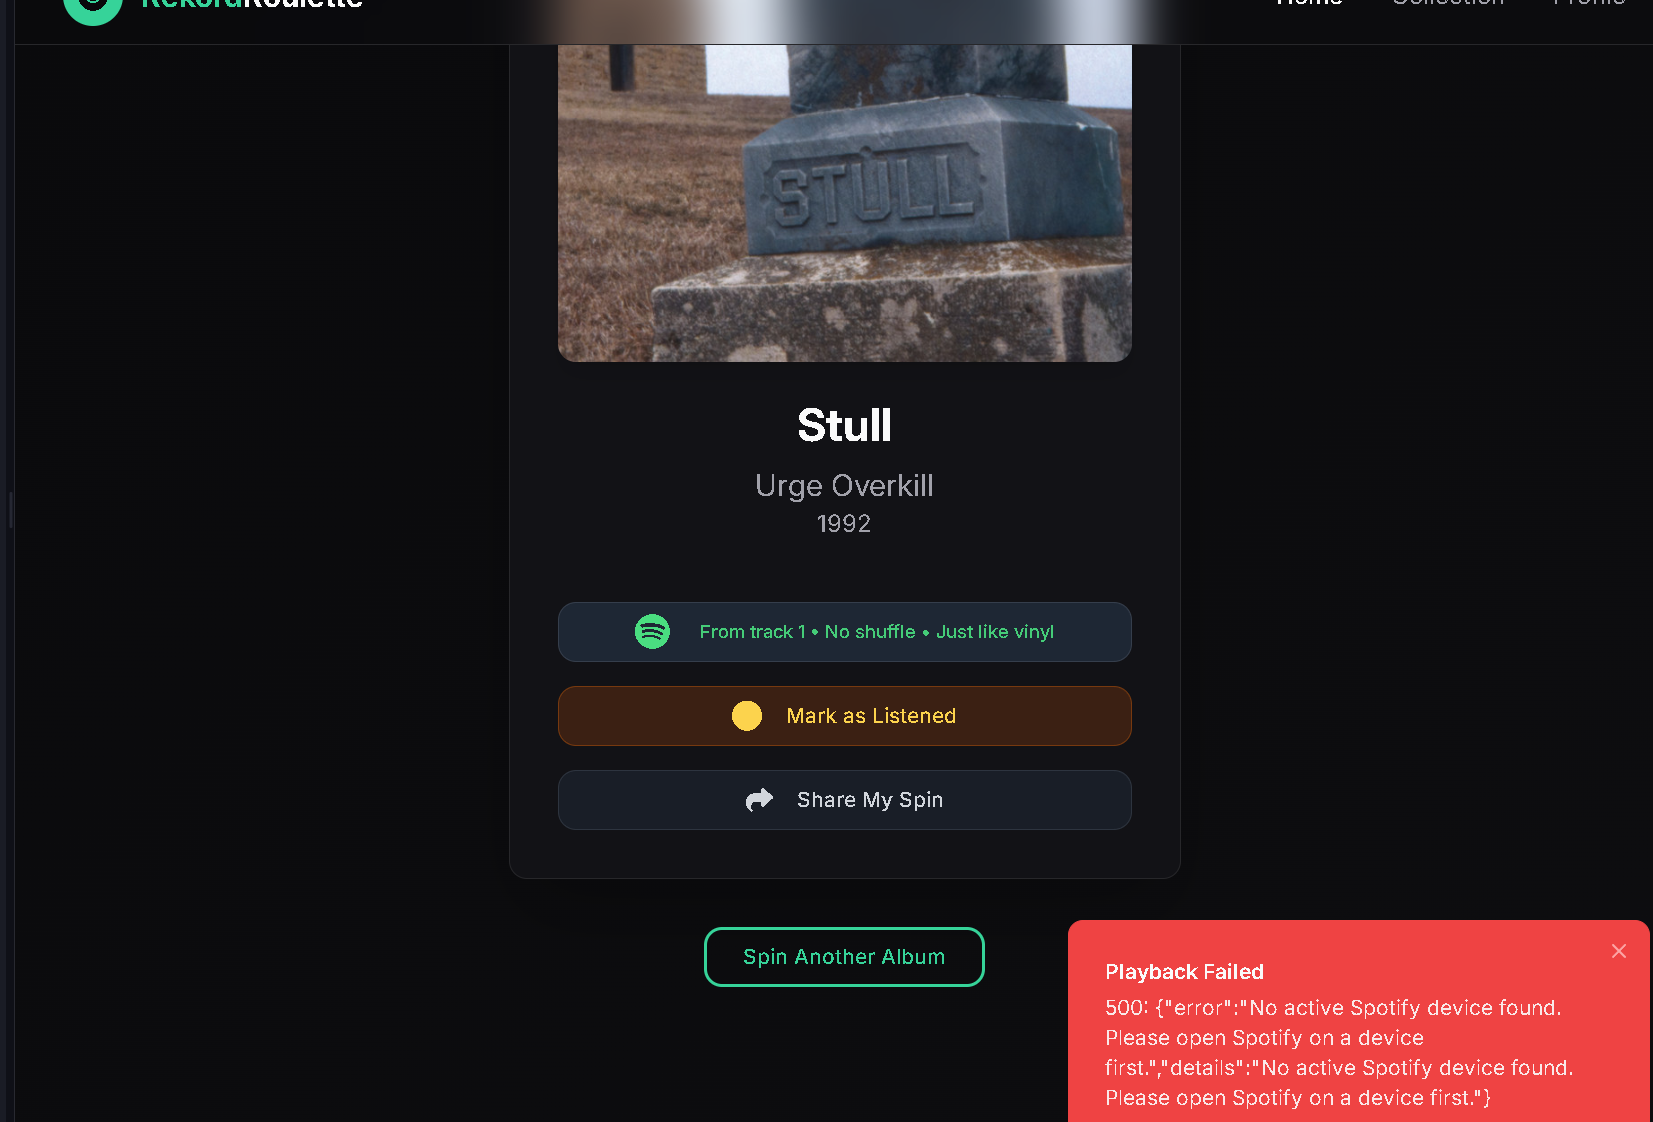 RekordRoulette
Home Collection Profile
STULL
Stull
Urge Overkill
1992
From track 1 • No shuffle • Just like vinyl
Mark as Listened
Share My Spin
Spin Another Album
Playback Failed
500: {"error":"No active Spotify device found.
Please open Spotify on a device
first.","details":"No active Spotify device found.
Please open Spotify on a device first."}